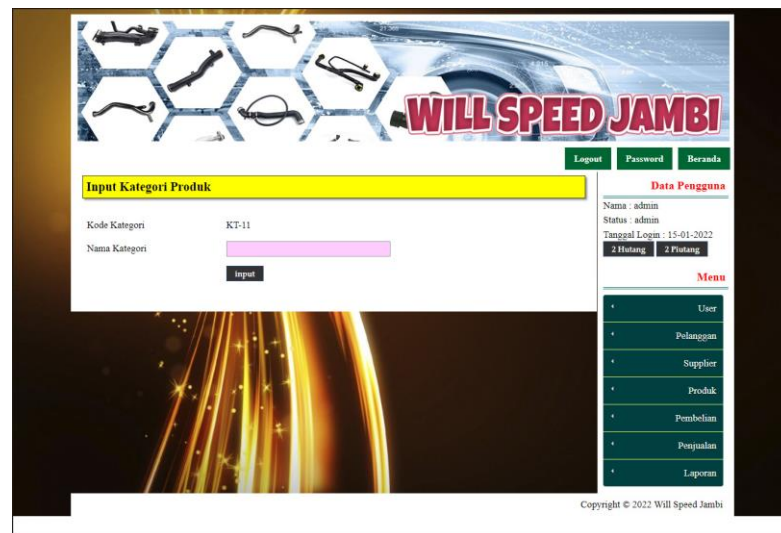 WILL SPEED JAMBI
Logout Password Beranda
Input Kategori Produk
Kode Kategori KT-11
Nama Kategori
input
Data Pengguna
Nama : admin
Status : admin
Tanggal Login : 15-01-2022
2 Hutang 2 Piutang
Menu
User
Pelanggan
Supplier
Produk
Pembelian
Penjualan
Laporan
Copyright © 2022 Will Speed Jambi